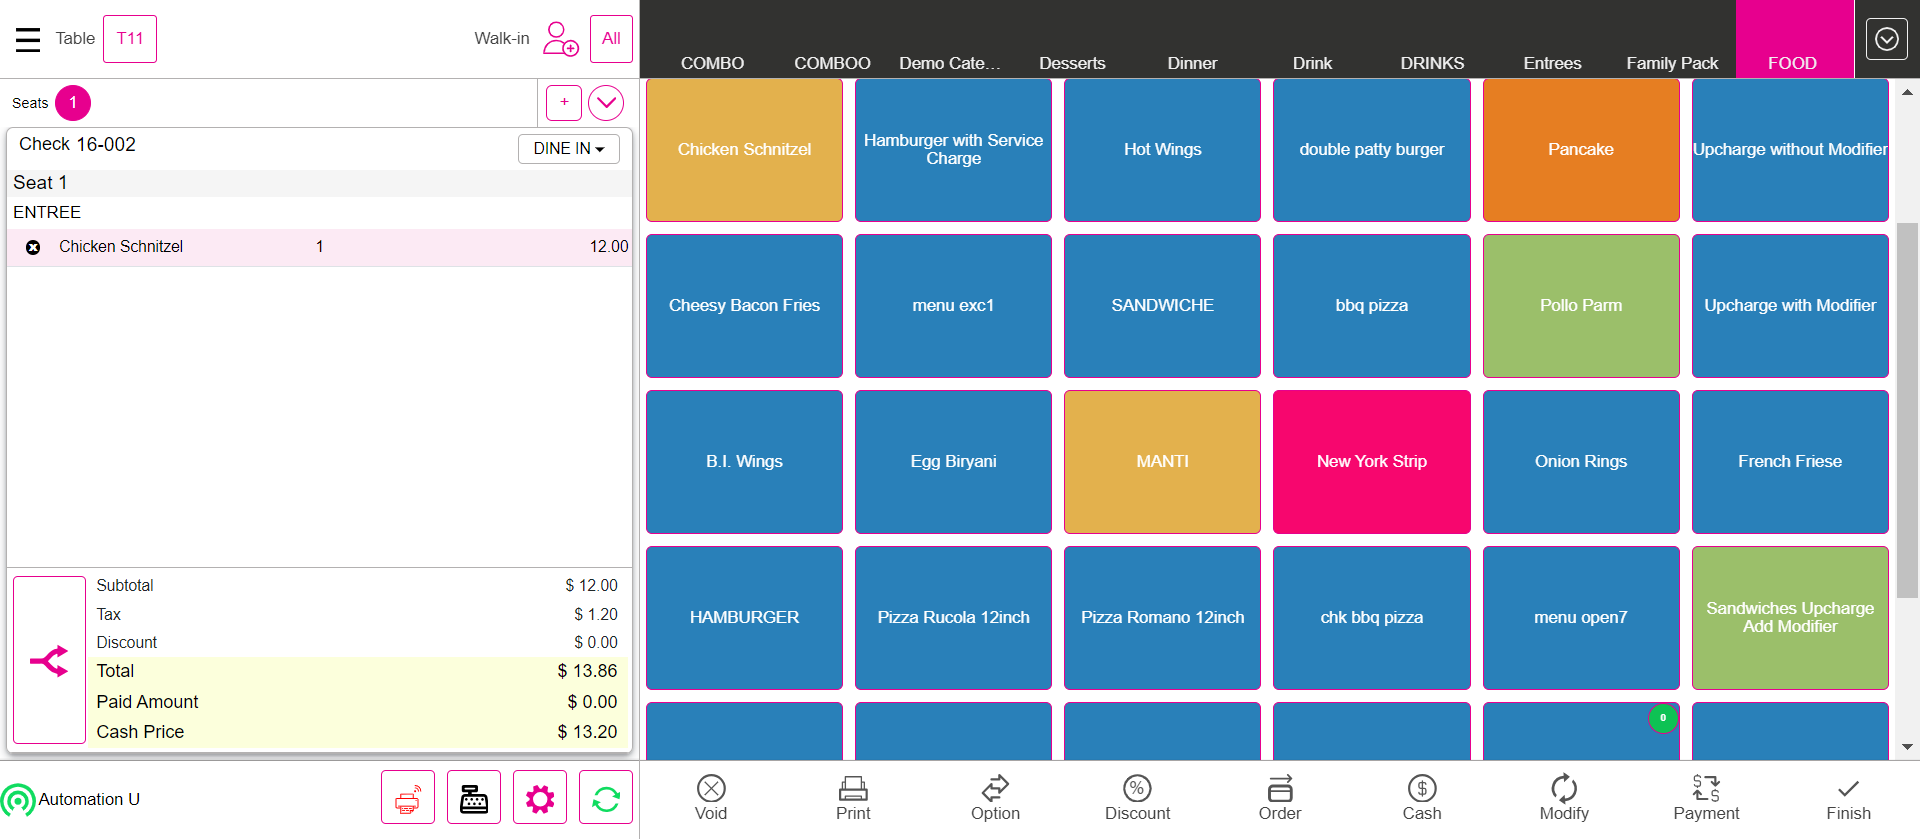 Table
T11
Walk-in
All
COMBO
COMBOO
Demo Cate...
Desserts
Dinner
Drink
DRINKS
Entrees
Family Pack
FOOD
Seats
1
+
Check 16-002
DINE IN
Seat 1
ENTREE
Chicken Schnitzel 1 12.00
Subtotal $ 12.00
Tax $ 1.20
Discount $ 0.00
Total $ 13.86
Paid Amount $ 0.00
Cash Price $ 13.20
Automation U
Chicken Schnitzel
Hamburger with Service
Charge
Hot Wings
double patty burger
Pancake
Upcharge without Modifier
Cheesy Bacon Fries
menu exc1
SANDWICHE
bbq pizza
Pollo Parm
Upcharge with Modifier
B.I. Wings
Egg Biryani
MANTI
New York Strip
Onion Rings
French Friese
HAMBURGER
Pizza Rucola 12inch
Pizza Romano 12inch
chk bbq pizza
menu open7
Sandwiches Upcharge
Add Modifier
0
Void
Print
Option
Discount
Order
Cash
Modify
Payment
Finish